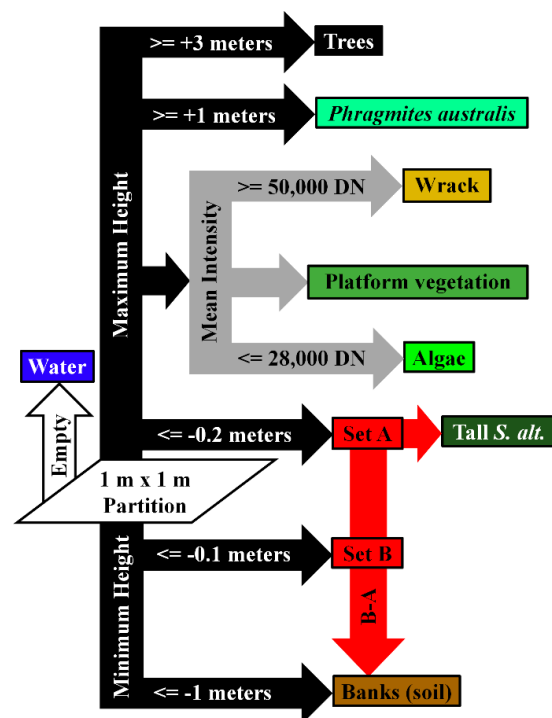 >= +3 meters
Trees
>= +1 meters
Phragmites australis
Maximum Height
Mean Intensity
>= 50,000 DN
Wrack
Platform vegetation
<= 28,000 DN
Algae
Water
Empty
<= -0.2 meters
Set A
Tall S. alt.
1 m x 1 m
Partition
Minimum Height
<= -0.1 meters
Set B
B-A
<= -1 meters
Banks (soil)